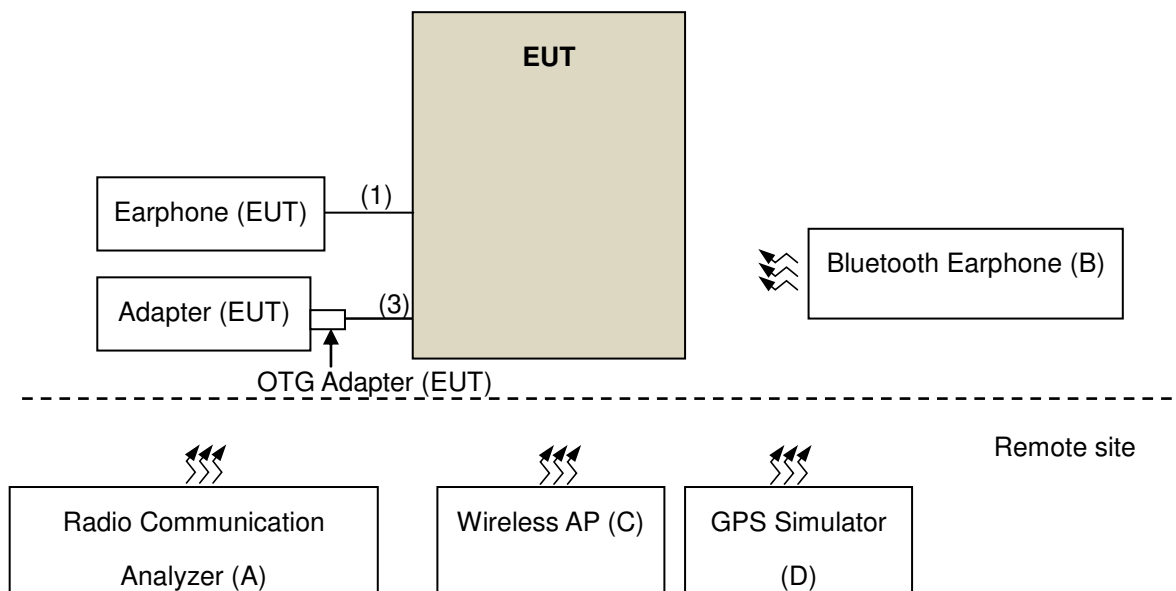 EUT
(1)
Earphone (EUT)
Bluetooth Earphone (B)
(3)
Adapter (EUT)
OTG Adapter (EUT)
Remote site
Radio Communication
Analyzer (A)
Wireless AP (C)
GPS Simulator
(D)